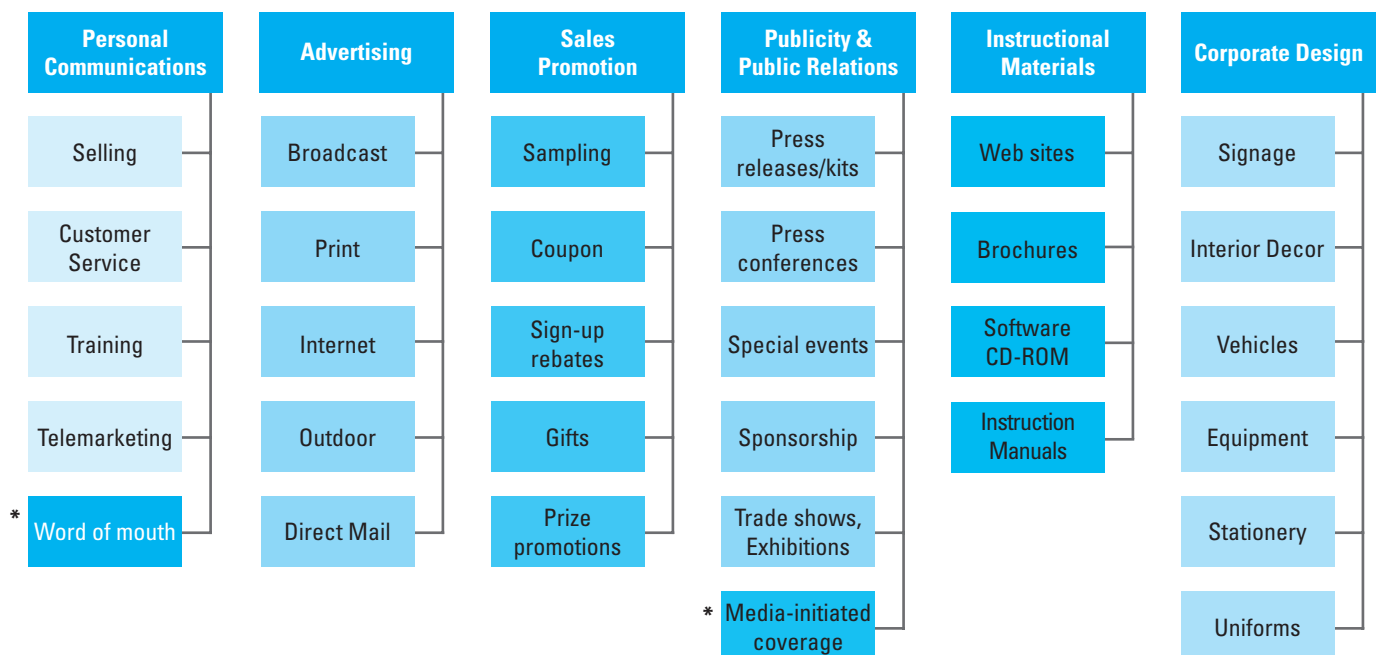 Personal
Communications
Selling
Customer
Service
Training
Telemarketing
* Word of mouth
Advertising
Broadcast
Print
Internet
Outdoor
Direct Mail
Sales
Promotion
Sampling
Coupon
Sign-up
rebates
Gifts
Prize
promotions
Publicity &
Public Relations
Press
releases/kits
Press
conferences
Special events
Sponsorship
Trade shows,
Exhibitions
* Media-initiated
coverage
Instructional
Materials
Web sites
Brochures
Software
CD-ROM
Instruction
Manuals
Corporate Design
Signage
Interior Decor
Vehicles
Equipment
Stationery
Uniforms